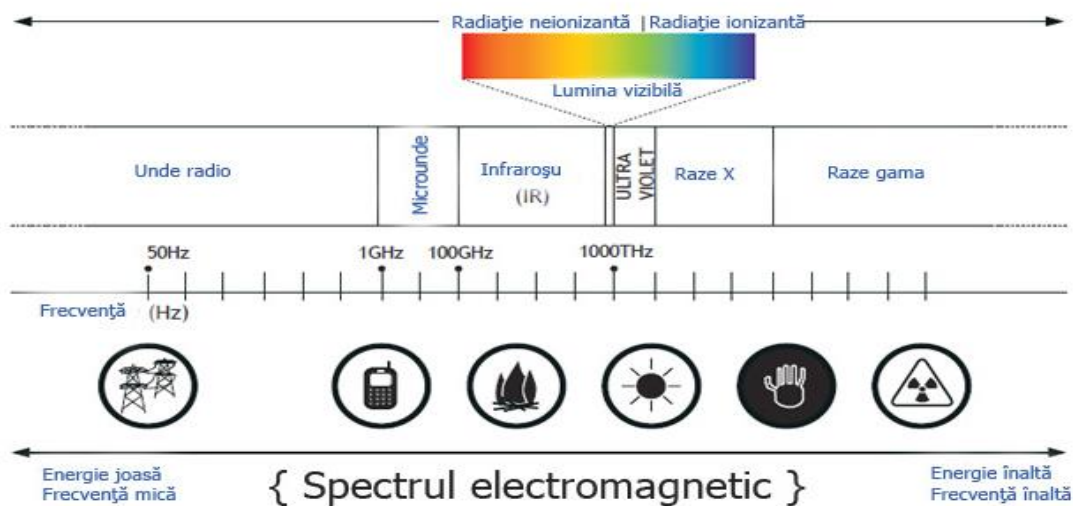 Radiaţie neionizantă | Radiaţie ionizantă
Lumina vizibilă
Unde radio
Microunde
Infraroşu
(IR)
ULTRA
VIOLET
Raze X
Raze gama
50Hz
1GHz
100GHz
1000THz
Frecvenţă (Hz)
Energie joasă
Frecvenţă mică
{ Spectrul electromagnetic }
Energie înaltă
Frecvenţă înaltă